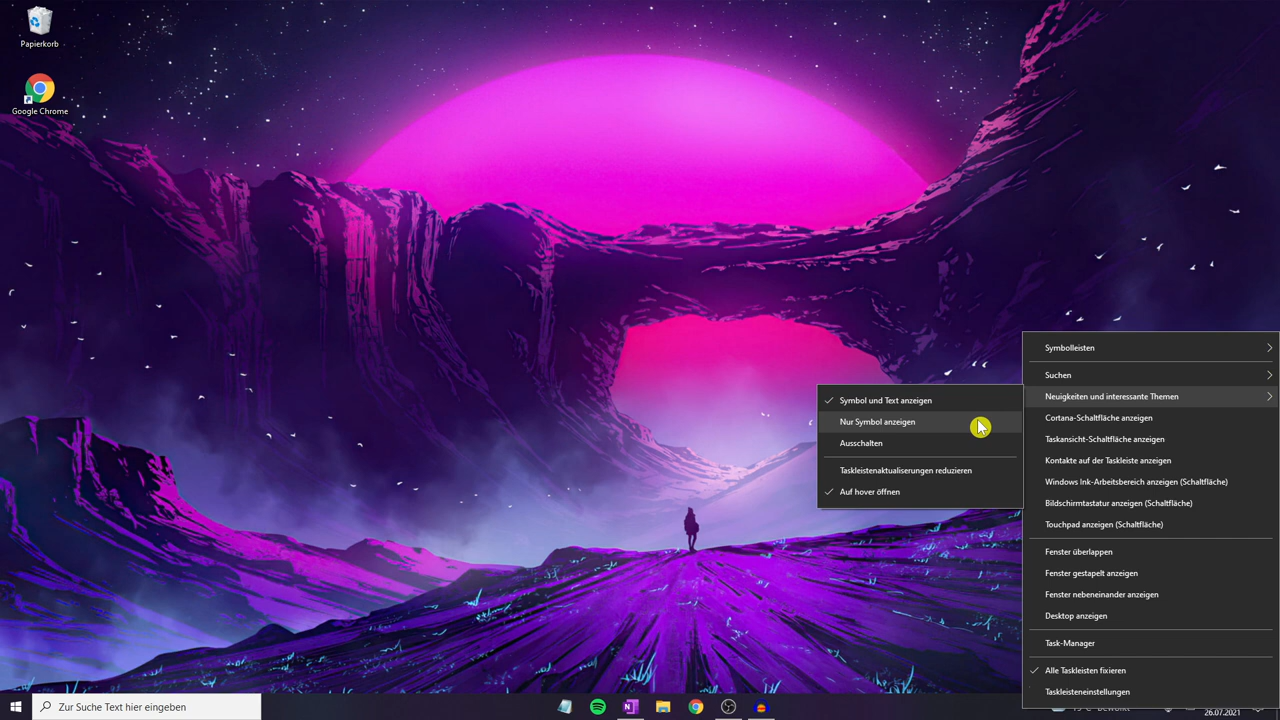 Papierkorb
Google Chrome
Symbolleisten
Suchen
Neuigkeiten und interessante Themen
Cortana-Schaltfläche anzeigen
Taskansicht-Schaltfläche anzeigen
Kontakte auf der Taskleiste anzeigen
Windows Ink-Arbeitsbereich anzeigen (Schaltfläche)
Bildschirmtastatur anzeigen (Schaltfläche)
Touchpad anzeigen (Schaltfläche)
Fenster überlappen
Fenster gestapelt anzeigen
Fenster nebeneinander anzeigen
Desktop anzeigen
Task-Manager
Alle Taskleisten fixieren
Taskleisteneinstellungen
Symbol und Text anzeigen
Nur Symbol anzeigen
Ausschalten
Taskleistenaktualiserungen reduzieren
Auf hover öffnen
Zur Suche Text hier eingeben
26.07.2021